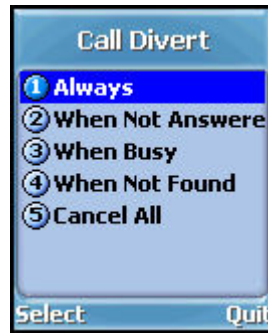 Call Divert
1 Always
2 When Not Answere
3 When Busy
4 When Not Found
5 Cancel All
Select Quit